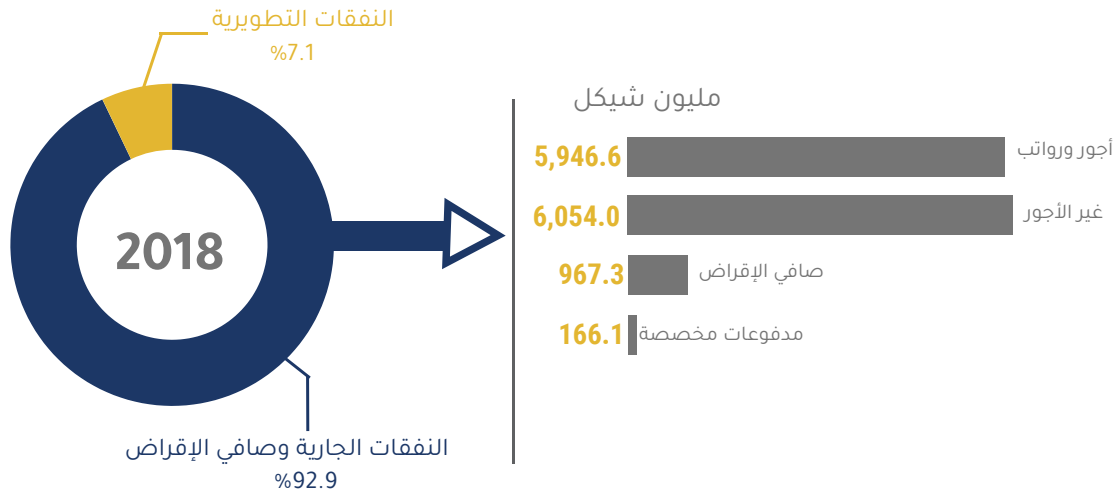 النفقات التطويرية
%7.1
2018
النفقات الجارية وصافي الإقراض
%92.9
مليون شيكل
أجور ورواتب
5,946.6
غير الأجور
6,054.0
صافي الإقراض
967.3
مدفوعات مخصصة
166.1